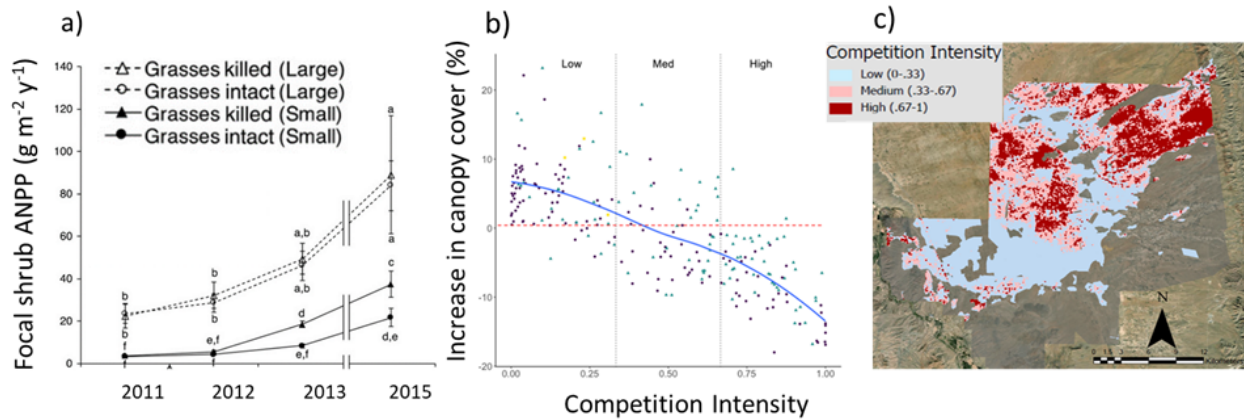 a)
Focal shrub ANPP (g m⁻² y⁻¹)
140
120
100
80
60
40
20
0
Grasses killed (Large)
Grasses intact (Large)
Grasses killed (Small)
Grasses intact (Small)
a
a
a,b
a,b
b
b
b
b
c
d
d,e
e,f
e,f
f
f
f
2011
2012
2013
2015
b)
Increase in canopy cover (%)
20
10
0
-10
-20
Low
Med
High
0.00
0.25
0.50
0.75
1.00
Competition Intensity
c)
Competition Intensity
Low (0-.33)
Medium (.33-.67)
High (.67-1)
N